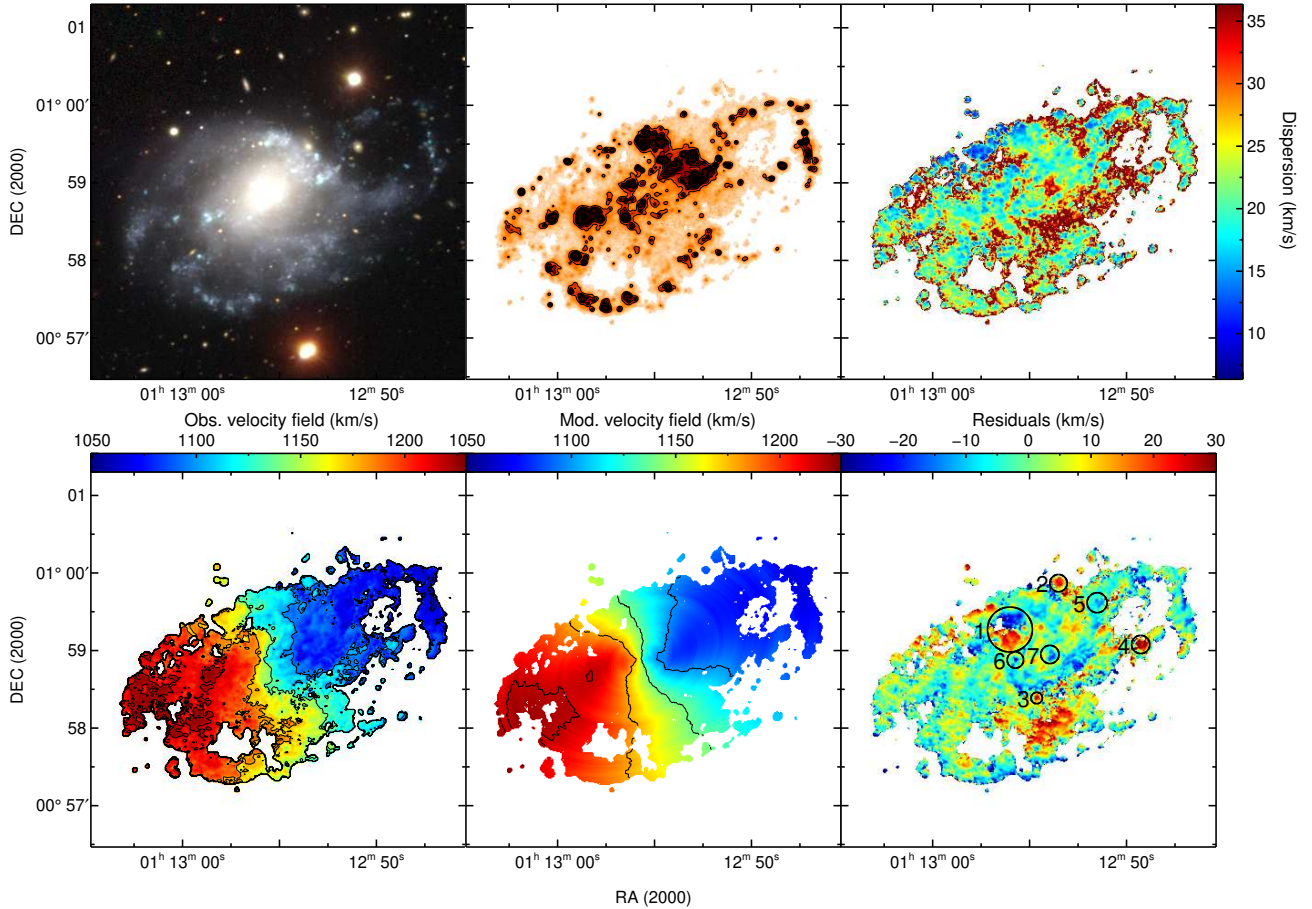 01
01° 00′
59
58
00° 57′
DEC (2000)
01ʰ 13ᵐ 00ˢ
12ᵐ 50ˢ
01ʰ 13ᵐ 00ˢ
12ᵐ 50ˢ
01ʰ 13ᵐ 00ˢ
12ᵐ 50ˢ
35
30
25
20
15
10
Dispersion (km/s)
Obs. velocity field (km/s)
Mod. velocity field (km/s)
Residuals (km/s)
1050 1100 1150 1200 1050 1100 1150 1200 −30 −20 −10 0 10 20 30
01
01° 00′
59
58
00° 57′
DEC (2000)
2
5
1
4
6
7
3
01ʰ 13ᵐ 00ˢ
12ᵐ 50ˢ
01ʰ 13ᵐ 00ˢ
12ᵐ 50ˢ
01ʰ 13ᵐ 00ˢ
12ᵐ 50ˢ
RA (2000)